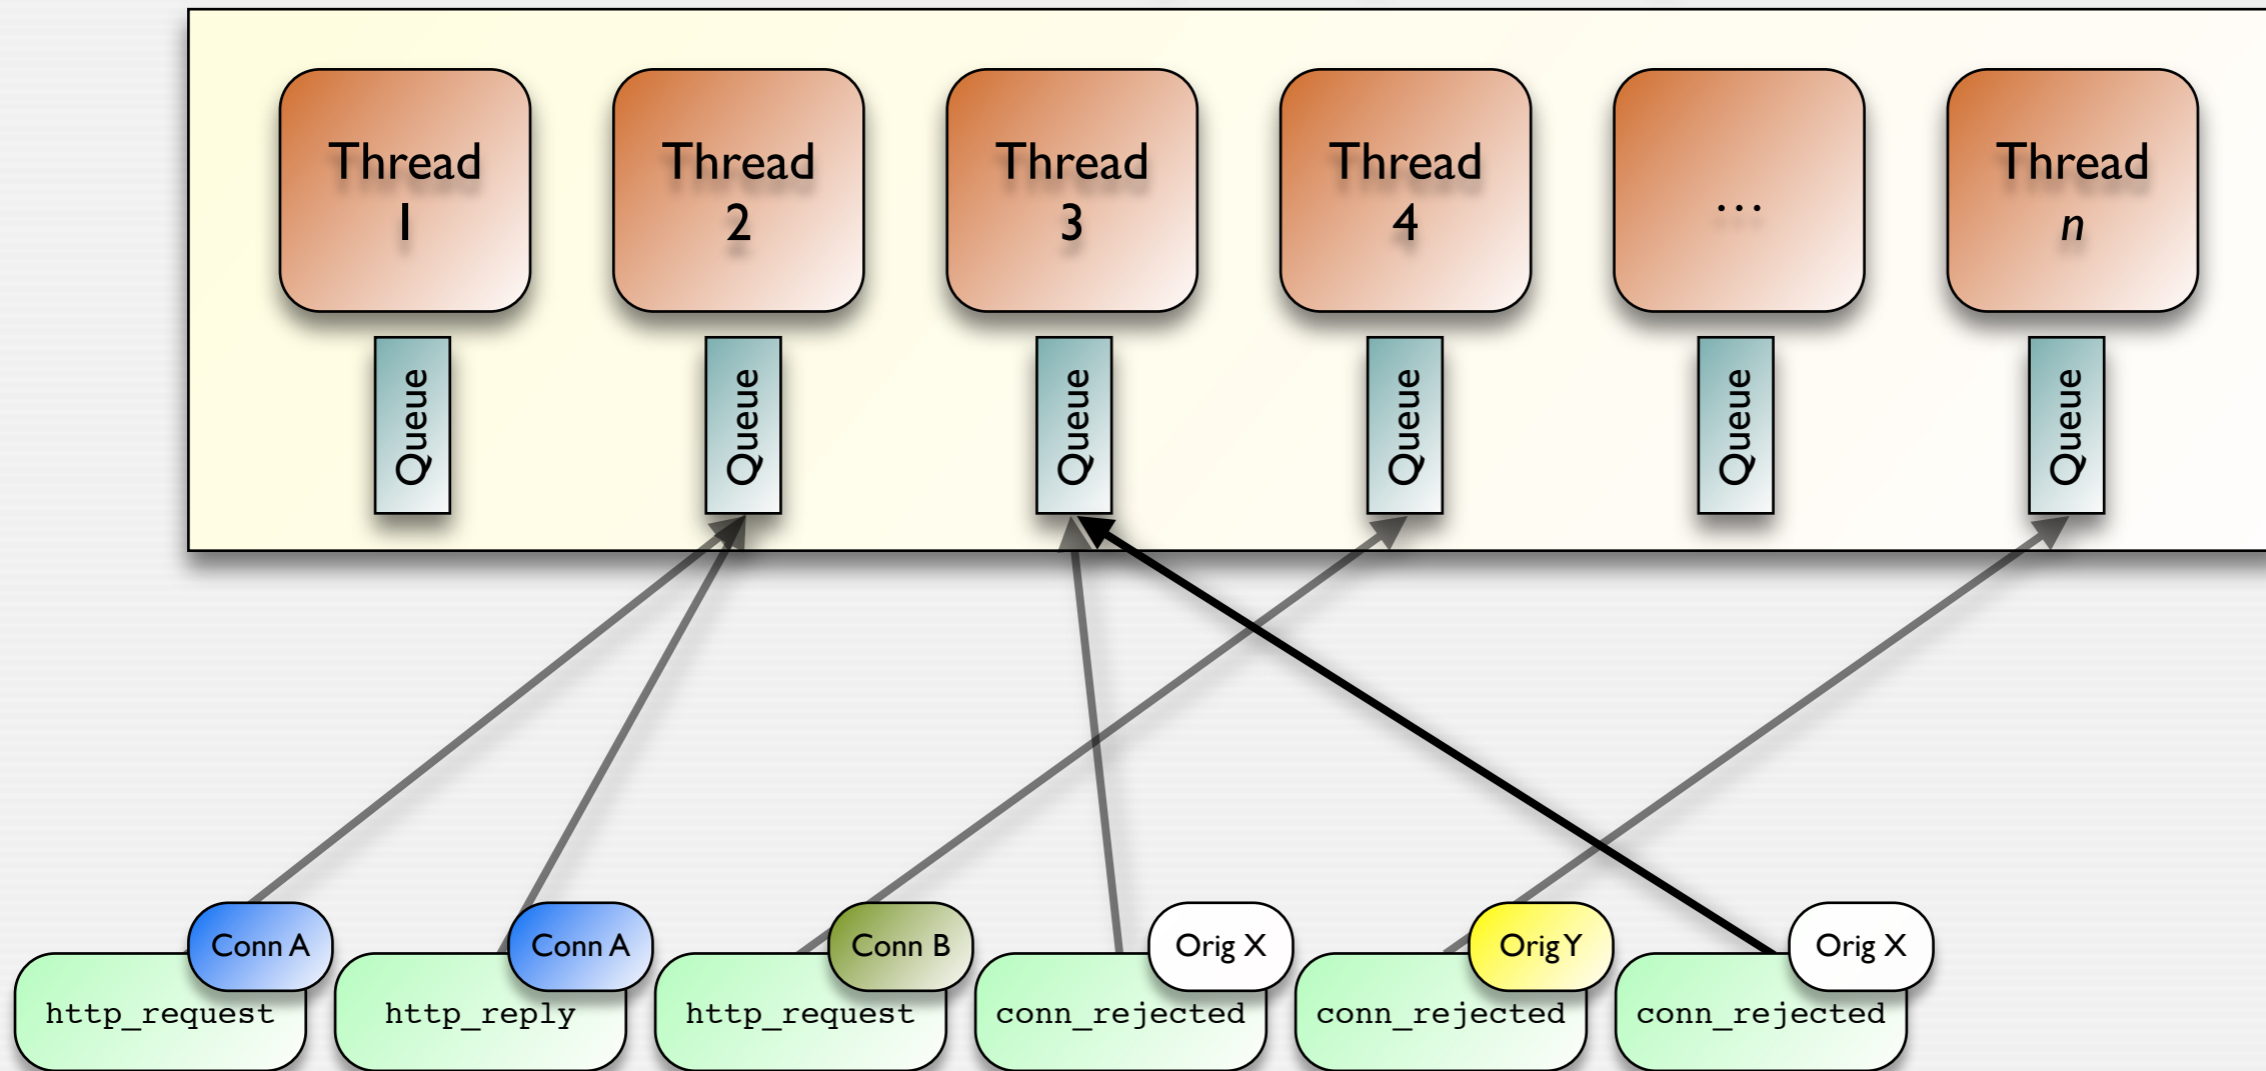 Thread
1
Thread
2
Thread
3
Thread
4
...
Thread
n
Queue
Queue
Queue
Queue
Queue
Queue
Conn A
Conn A
Conn B
Orig X
Orig Y
Orig X
http_request
http_reply
http_request
conn_rejected
conn_rejected
conn_rejected